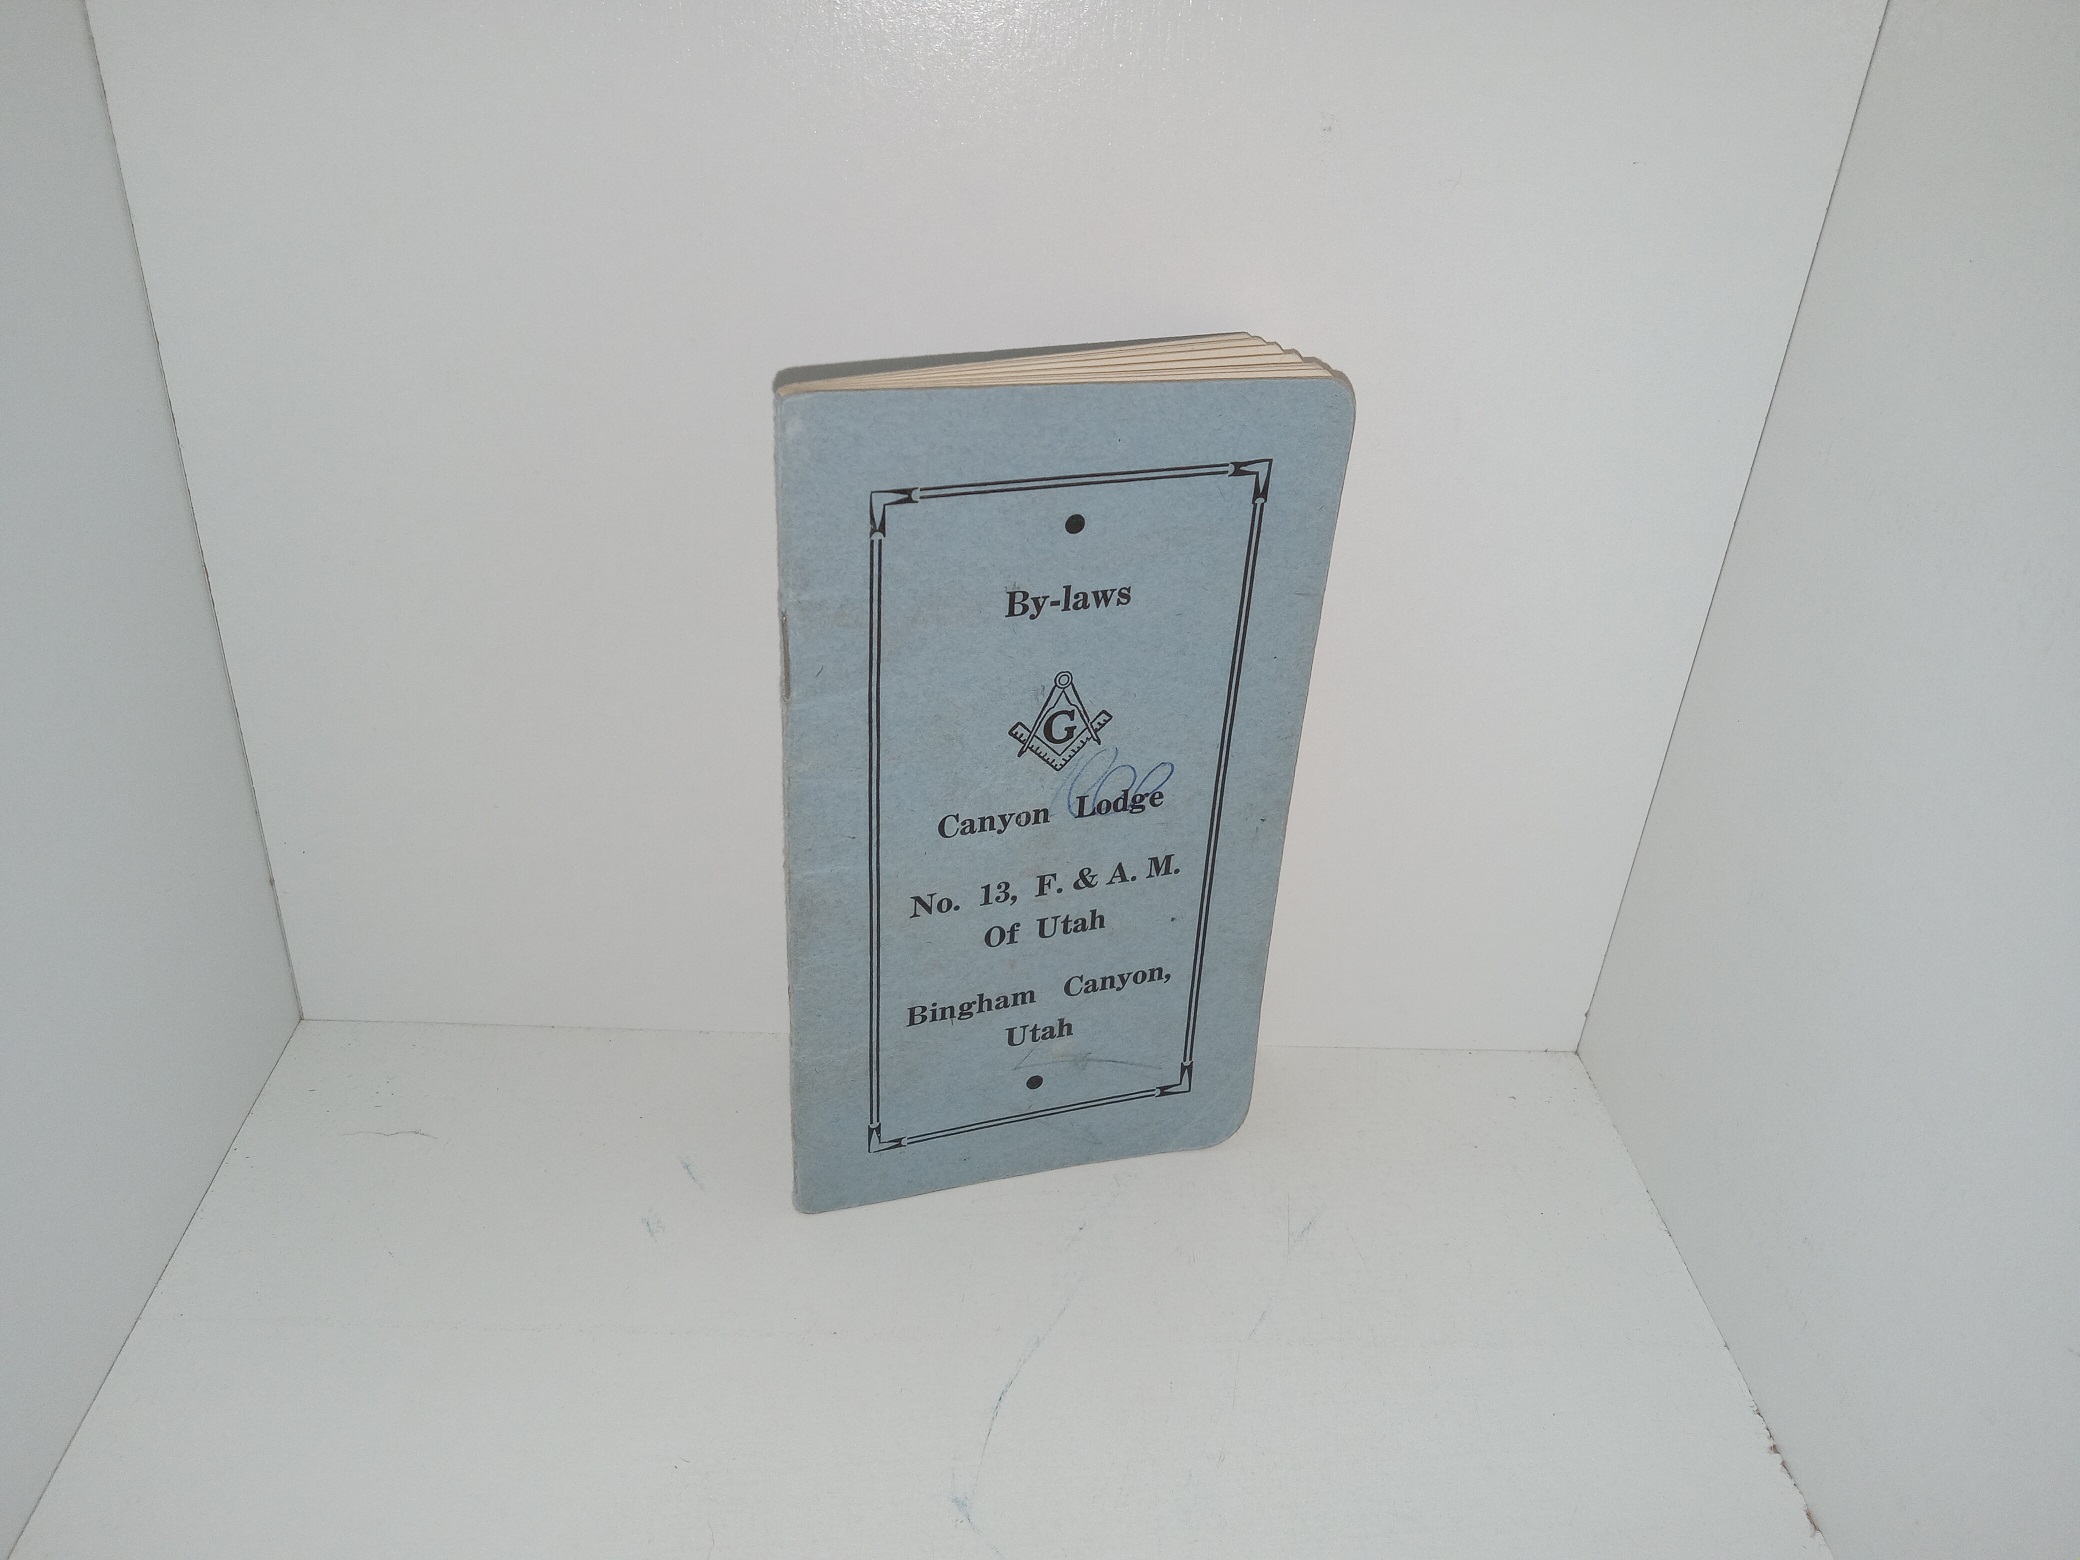 By-laws
G
Canyon Lodge
No. 13, F. & A. M.
Of Utah
Bingham Canyon,
Utah